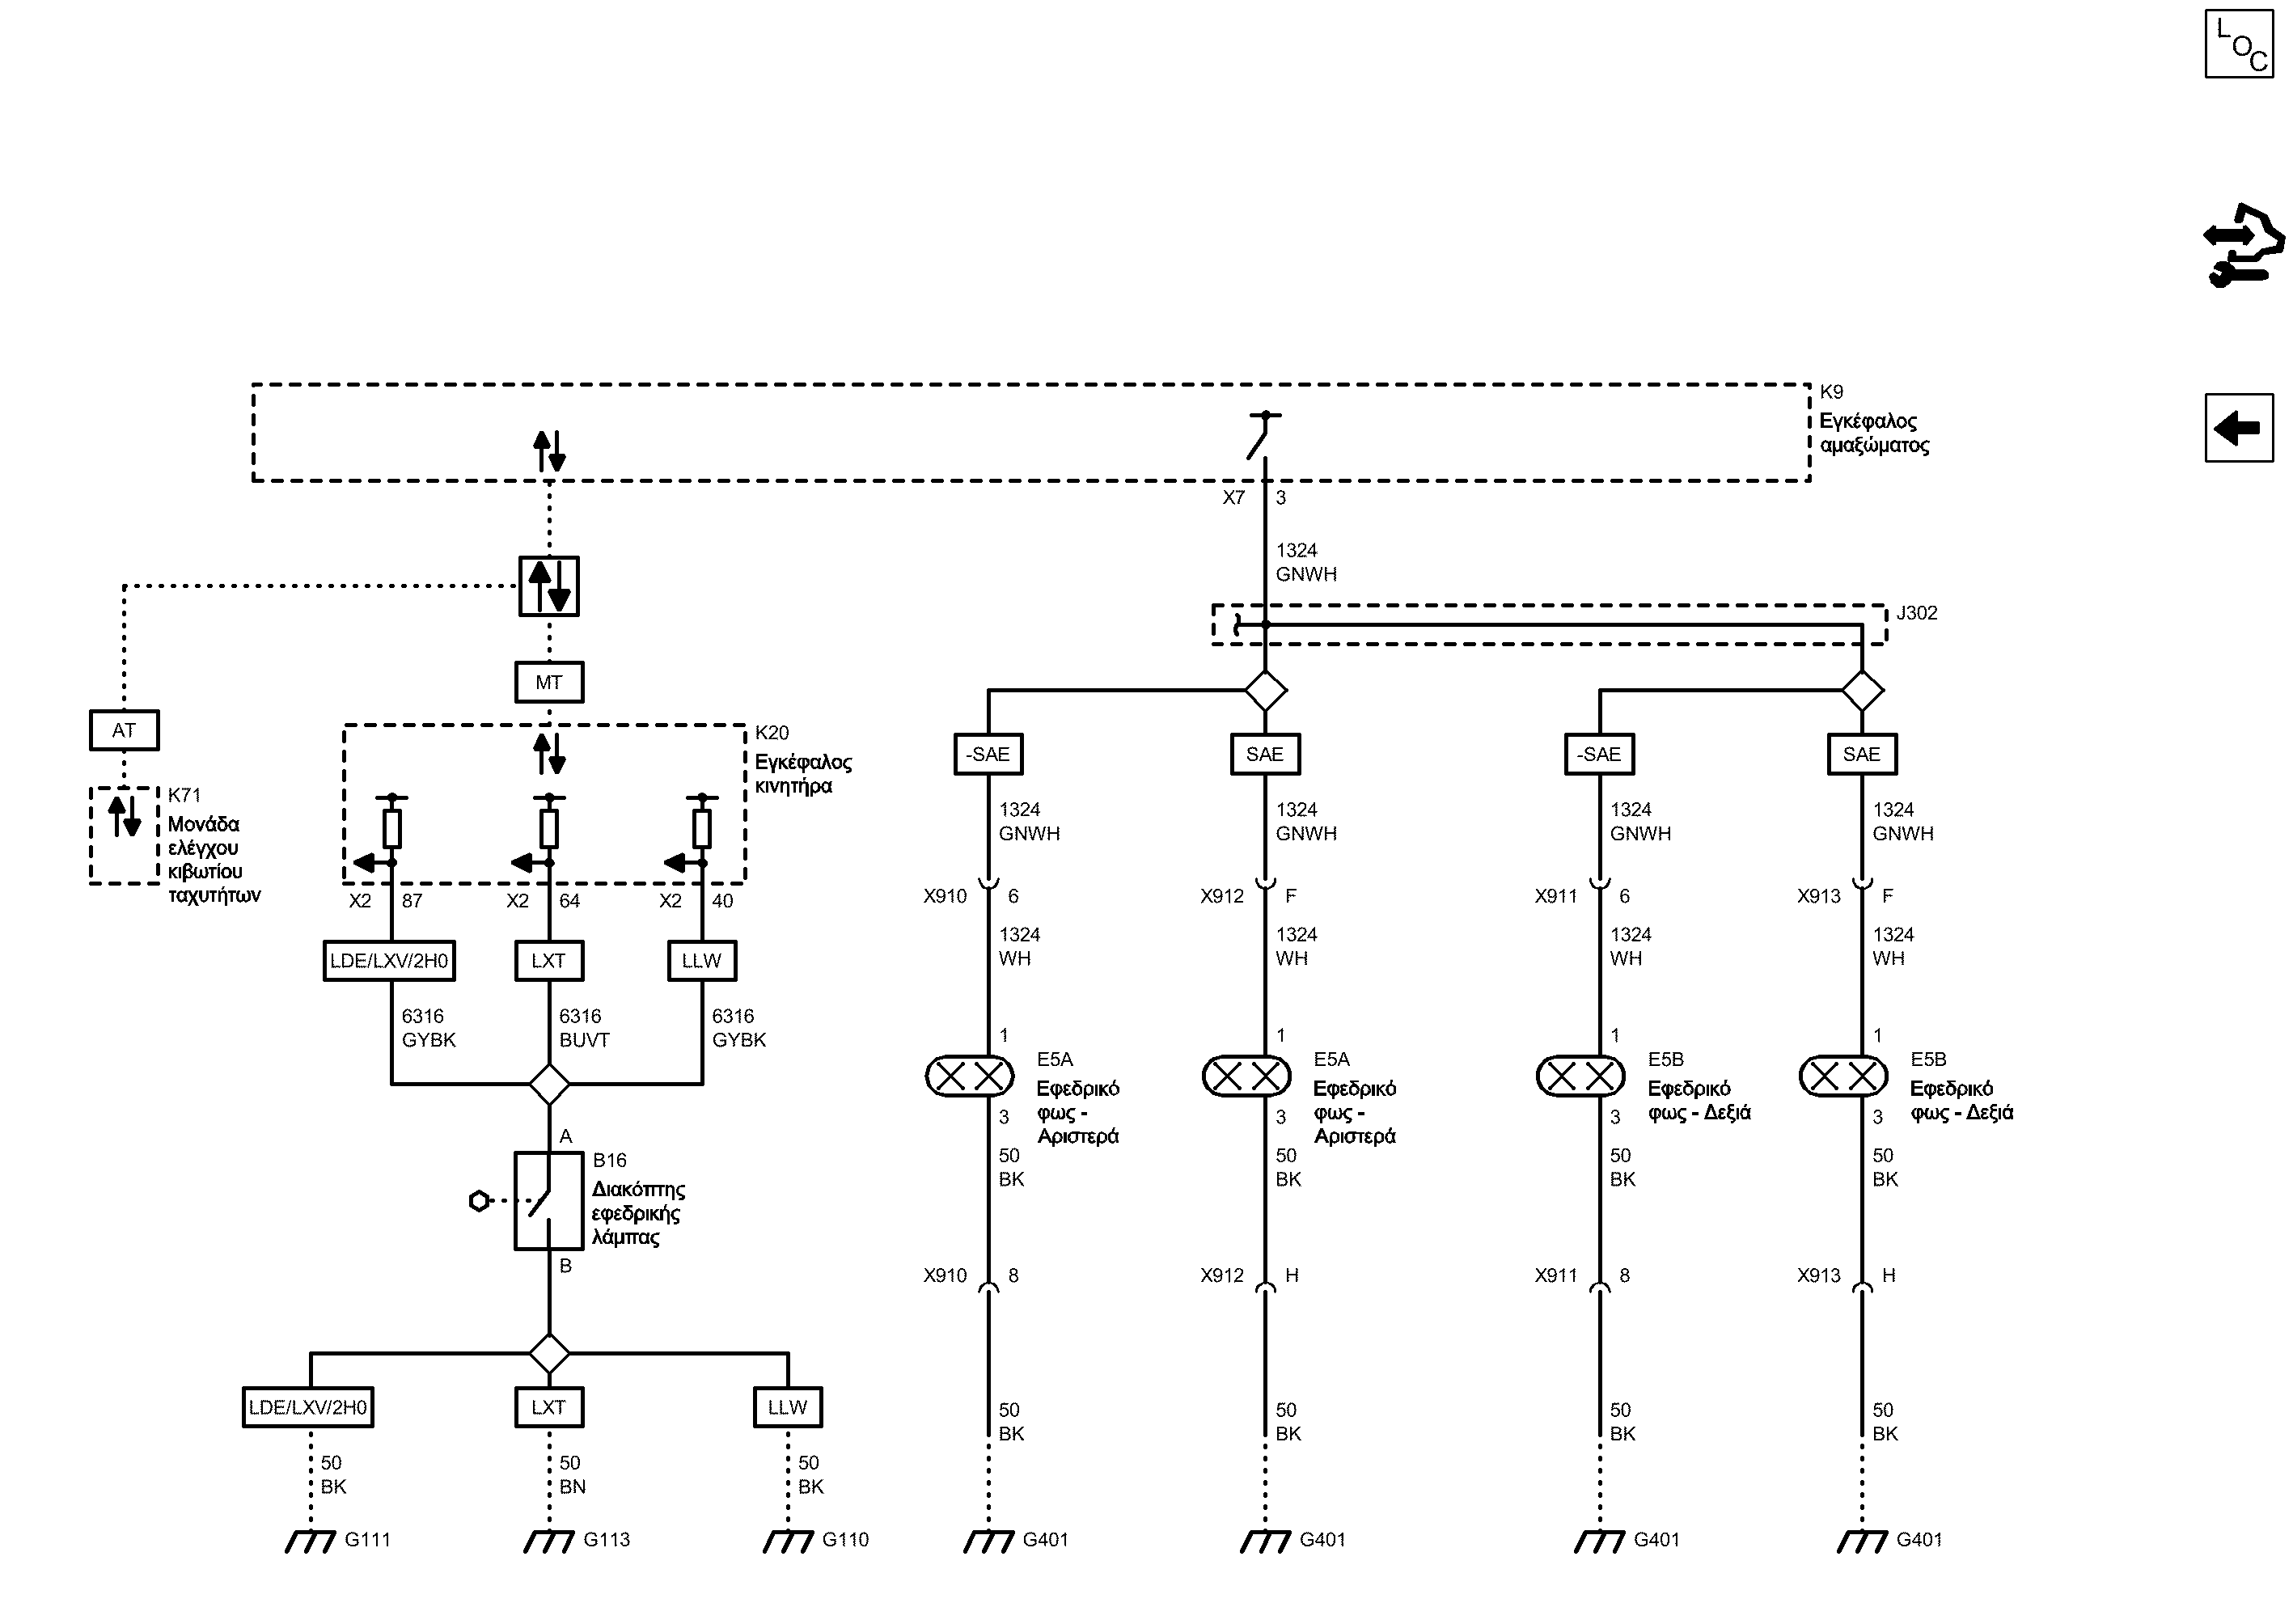 LOC
K9
Εγκέφαλος
αμαξώματος
X7 3
1324
GNWH
J302
MT
AT
K20
Εγκέφαλος
κινητήρα
K71
Μονάδα
ελέγχου
κιβωτίου
ταχυτήτων
-SAE
SAE
-SAE
SAE
1324
GNWH
1324
GNWH
1324
GNWH
1324
GNWH
X2 87
X2 64
X2 40
X910 6
X912 F
X911 6
X913 F
LDE/LXV/2H0
LXT
LLW
1324
WH
1324
WH
1324
WH
1324
WH
6316
GYBK
6316
BUVT
6316
GYBK
1
1
1
1
E5A
Εφεδρικό
φως -
Αριστερά
E5A
Εφεδρικό
φως -
Αριστερά
E5B
Εφεδρικό
φως - Δεξιά
E5B
Εφεδρικό
φως - Δεξιά
3
3
3
3
A
B16
Διακόπτης
εφεδρικής
λάμπας
B
50
BK
50
BK
50
BK
50
BK
X910 8
X912 H
X911 8
X913 H
LDE/LXV/2H0
LXT
LLW
50
BK
50
BK
50
BK
50
BK
50
BK
50
BN
50
BK
G111
G113
G110
G401
G401
G401
G401